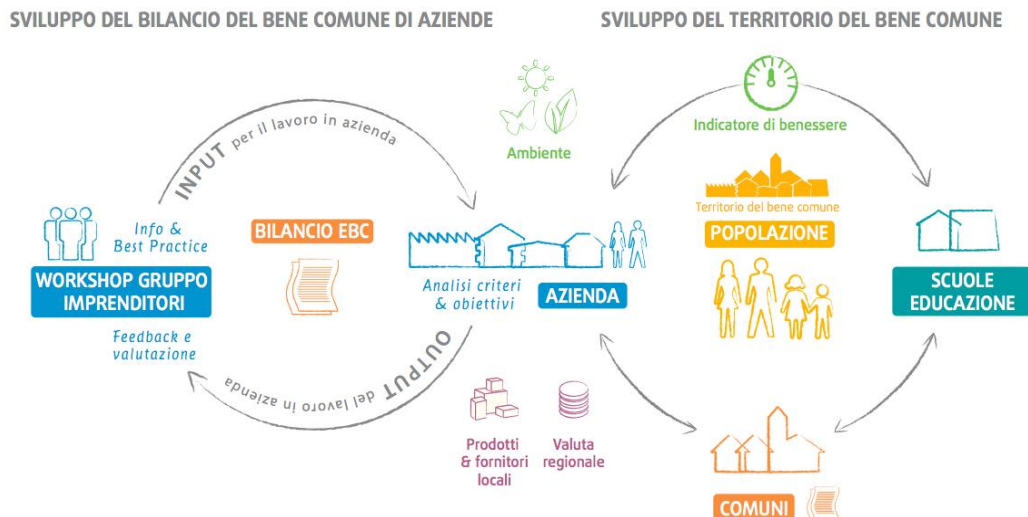 SVILUPPO DEL BILANCIO DEL BENE COMUNE DI AZIENDE
SVILUPPO DEL TERRITORIO DEL BENE COMUNE
INPUT per il lavoro in azienda
Info &
Best Practice
WORKSHOP GRUPPO
IMPRENDITORI
Feedback e
valutazione
BILANCIO EBC
Analisi criteri
& obiettivi
AZIENDA
OUTPUT del lavoro in azienda
Ambiente
Prodotti
& fornitori
locali
Valuta
regionale
Indicatore di benessere
Territorio del bene comune
POPOLAZIONE
SCUOLE
EDUCAZIONE
COMUNI